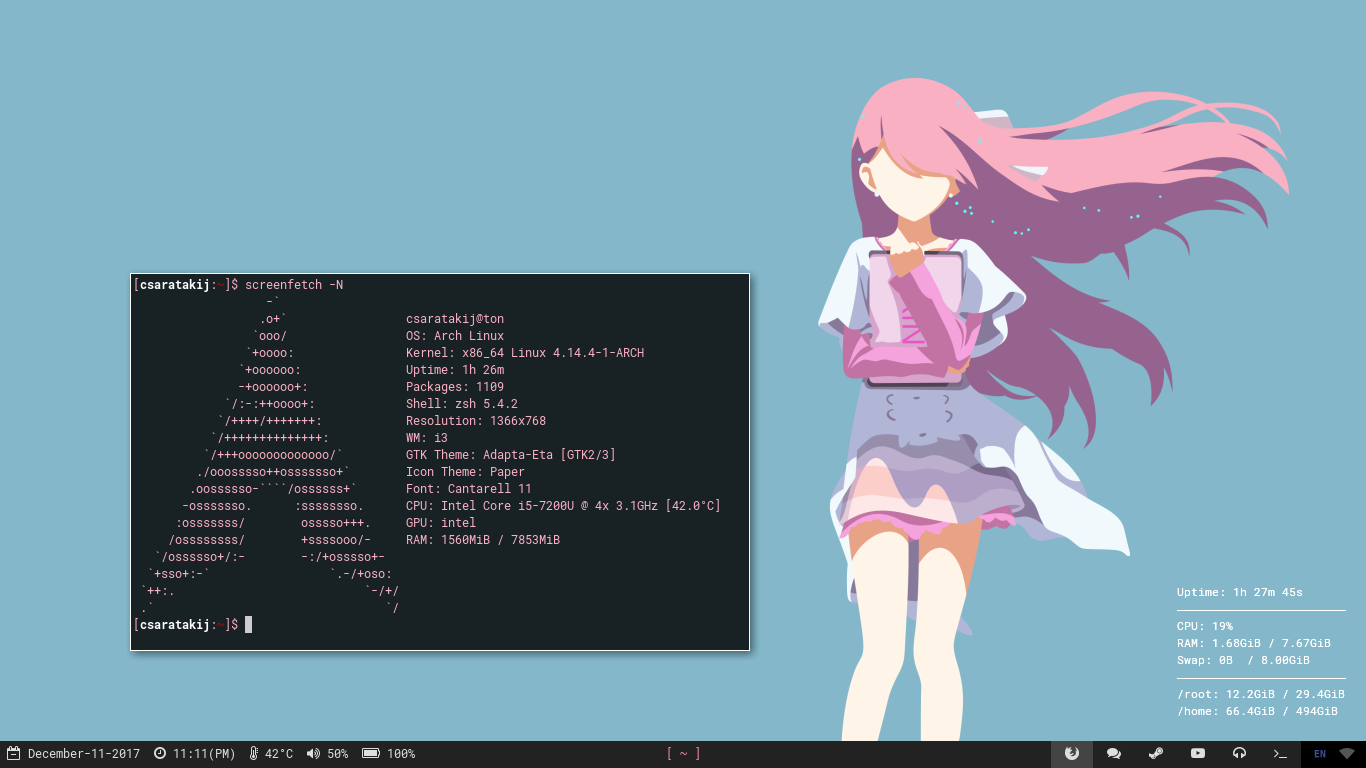 [csaratakij:~]$ screenfetch -N
-`
.o+`                 csaratakij@ton
`ooo/                 OS: Arch Linux
`+oooo:                Kernel: x86_64 Linux 4.14.4-1-ARCH
`+oooooo:               Uptime: 1h 26m
-+oooooo+:              Packages: 1109
`/:-:++oooo+:             Shell: zsh 5.4.2
`/++++/+++++++:            Resolution: 1366x768
`/++++++++++++++:           WM: i3
`/+++ooooooooooooo/`         GTK Theme: Adapta-Eta [GTK2/3]
./ooosssso++osssssso+`        Icon Theme: Paper
.oossssso-````/ossssss+`       Font: Cantarell 11
-osssssso.      :ssssssso.      CPU: Intel Core i5-7200U @ 4x 3.1GHz [42.0°C]
:osssssss/        osssso+++.     GPU: intel
/ossssssss/        +ssssooo/-     RAM: 1560MiB / 7853MiB
`/ossssso+/:-        -:/+osssso+-
`+sso+:-`                 `.-/+oso:
`++:.                           `-/+/
.`                                 `/
[csaratakij:~]$
Uptime: 1h 27m 45s
CPU: 19%
RAM: 1.68GiB / 7.67GiB
Swap: 0B  / 8.00GiB
/root: 12.2GiB / 29.4GiB
/home: 66.4GiB / 494GiB
December-11-2017 11:11(PM) 42°C 50% 100% [ ~ ] EN